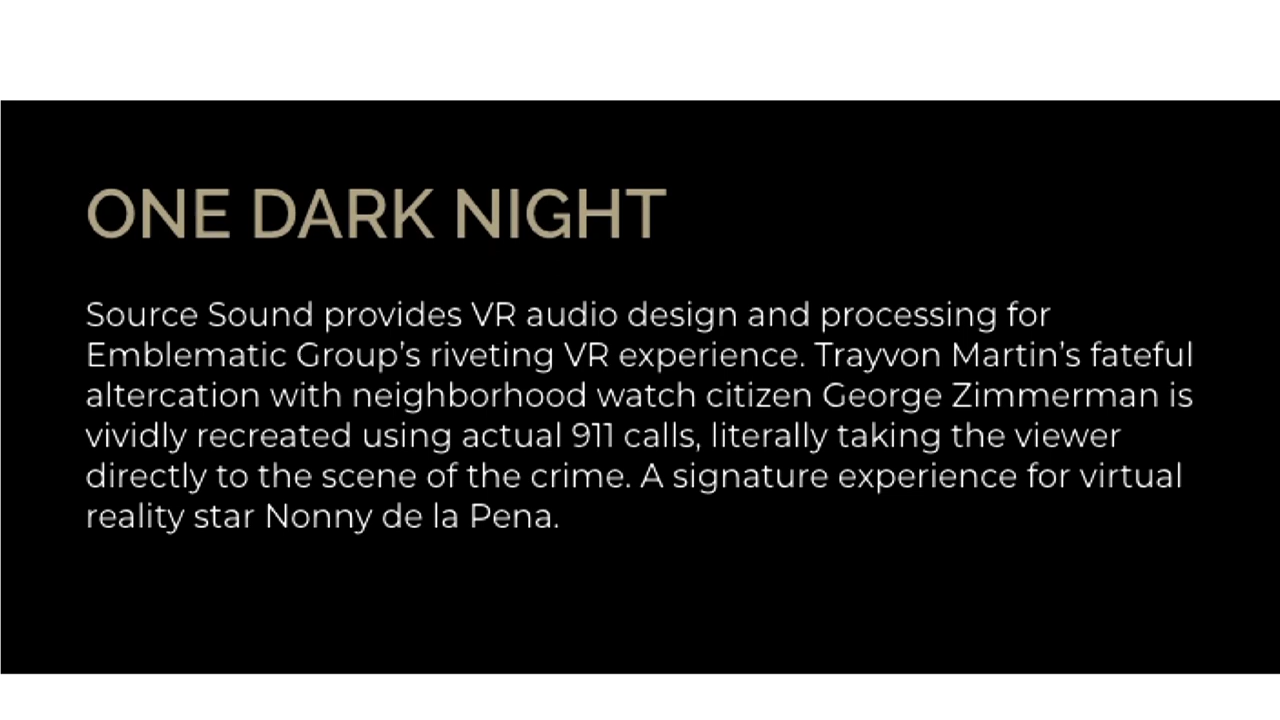 ONE DARK NIGHT
Source Sound provides VR audio design and processing for
Emblematic Group’s riveting VR experience. Trayvon Martin’s fateful
altercation with neighborhood watch citizen George Zimmerman is
vividly recreated using actual 911 calls, literally taking the viewer
directly to the scene of the crime. A signature experience for virtual
reality star Nonny de la Pena.